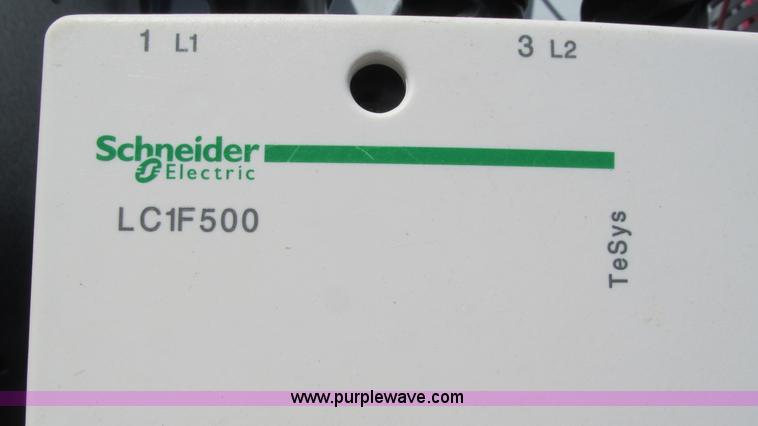 1 L1 3 L2
Schneider
Electric
LC1F500
TeSys
www.purplewave.com